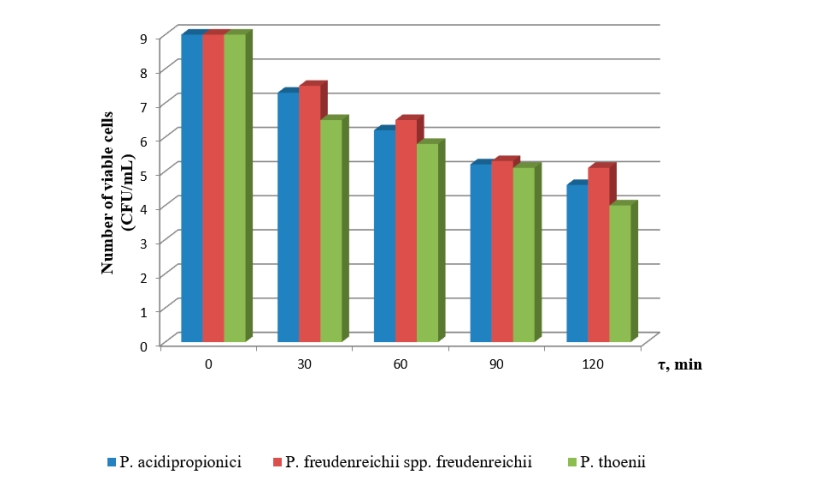 9
8
7
6
5
4
3
2
1
0
Number of viable cells
(CFU/mL)
0 30 60 90 120 τ, min
P. acidipropionici P. freudenreichii spp. freudenreichii P. thoenii